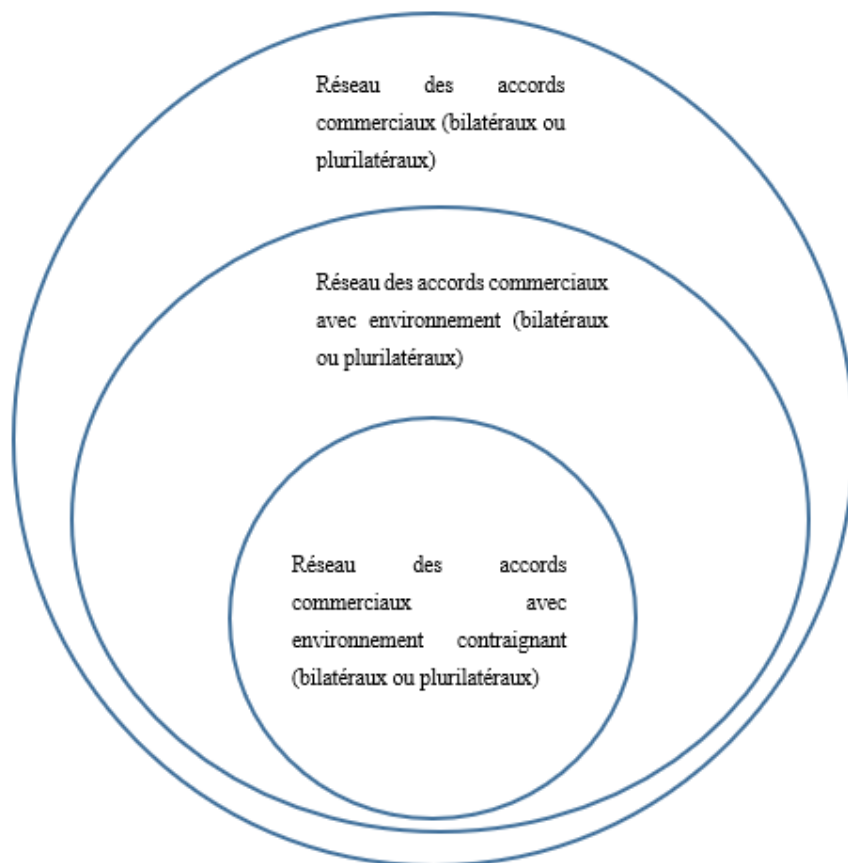 Réseau des accords
commerciaux (bilatéraux ou
plurilatéraux)
Réseau des accords commerciaux
avec environnement (bilatéraux
ou plurilatéraux)
Réseau des accords
commerciaux avec
environnement contraignant
(bilatéraux ou plurilatéraux)